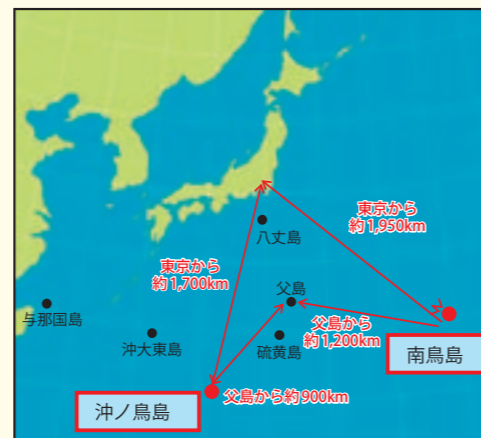 東京から
約1,950km
八丈島
東京から
約1,700km
父島
与那国島
父島から
約1,200km
沖大東島
硫黄島
南鳥島
父島から約900km
沖ノ鳥島